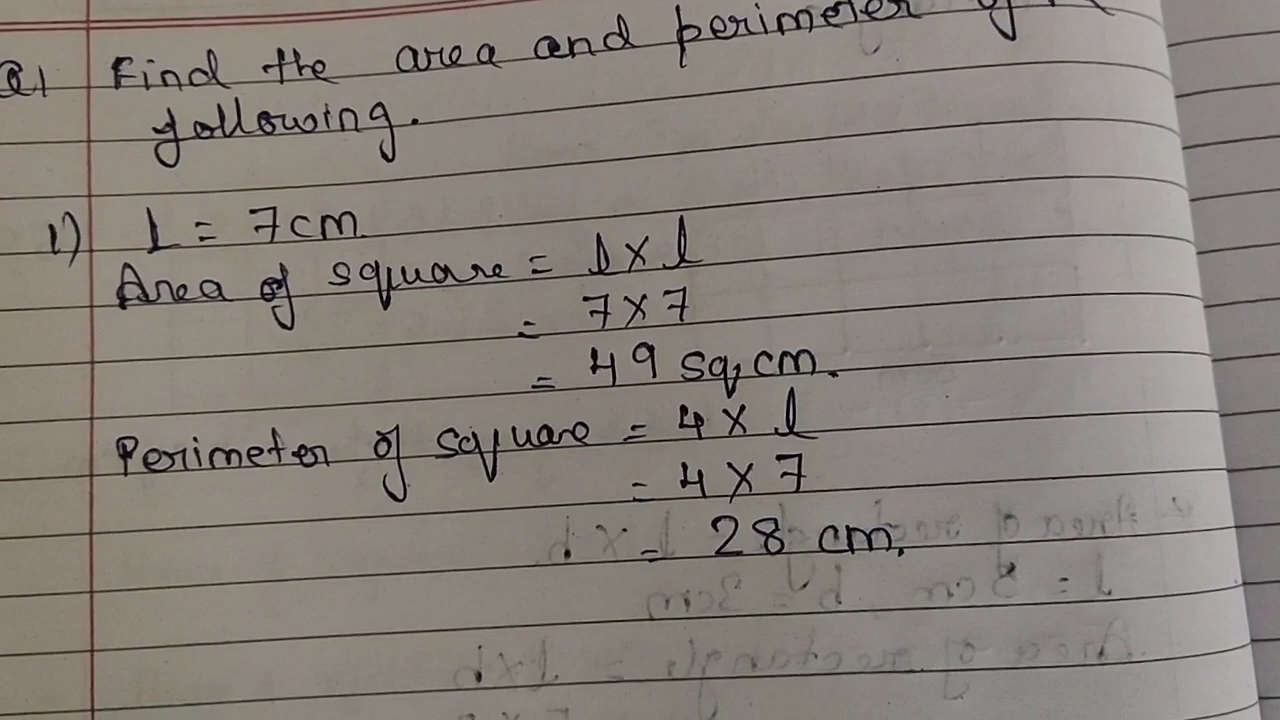 Q1 Find the area and perimeter of
following.
1) l = 7cm
Area of square = l × l
= 7 × 7
= 49 sq cm.
Perimeter of square = 4 × l
= 4 × 7
= 28 cm.